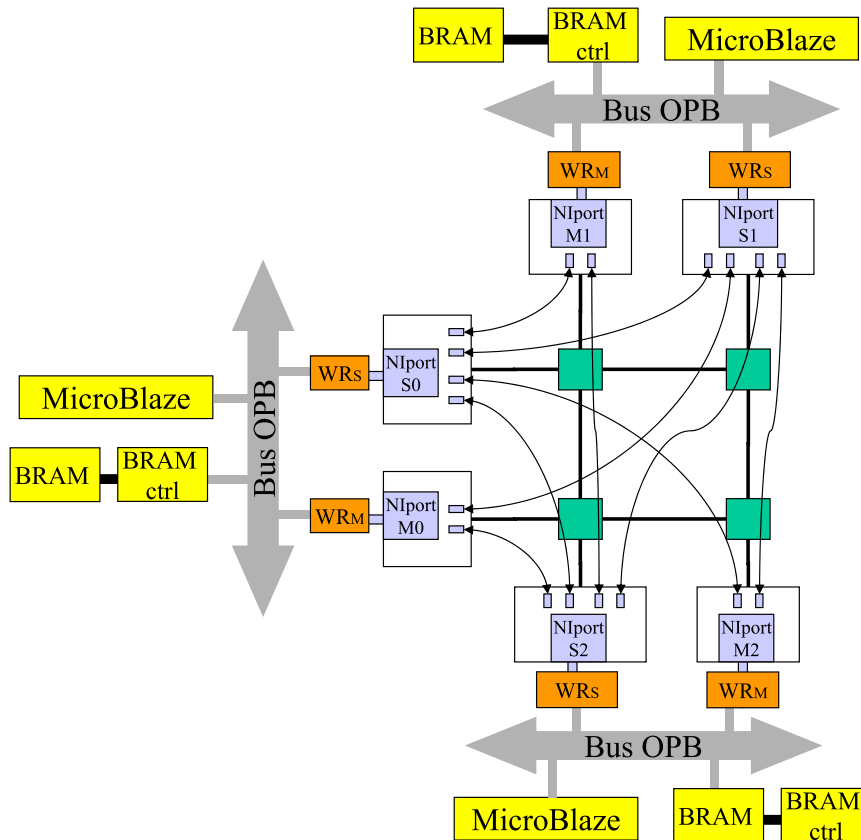 BRAM
BRAM
ctrl
MicroBlaze
Bus OPB
WRM
WRS
NIport
M1
NIport
S1
NIport
S0
WRS
MicroBlaze
Bus OPB
BRAM
BRAM
ctrl
WRM
NIport
M0
NIport
S2
NIport
M2
WRS
WRM
Bus OPB
MicroBlaze
BRAM
BRAM
ctrl